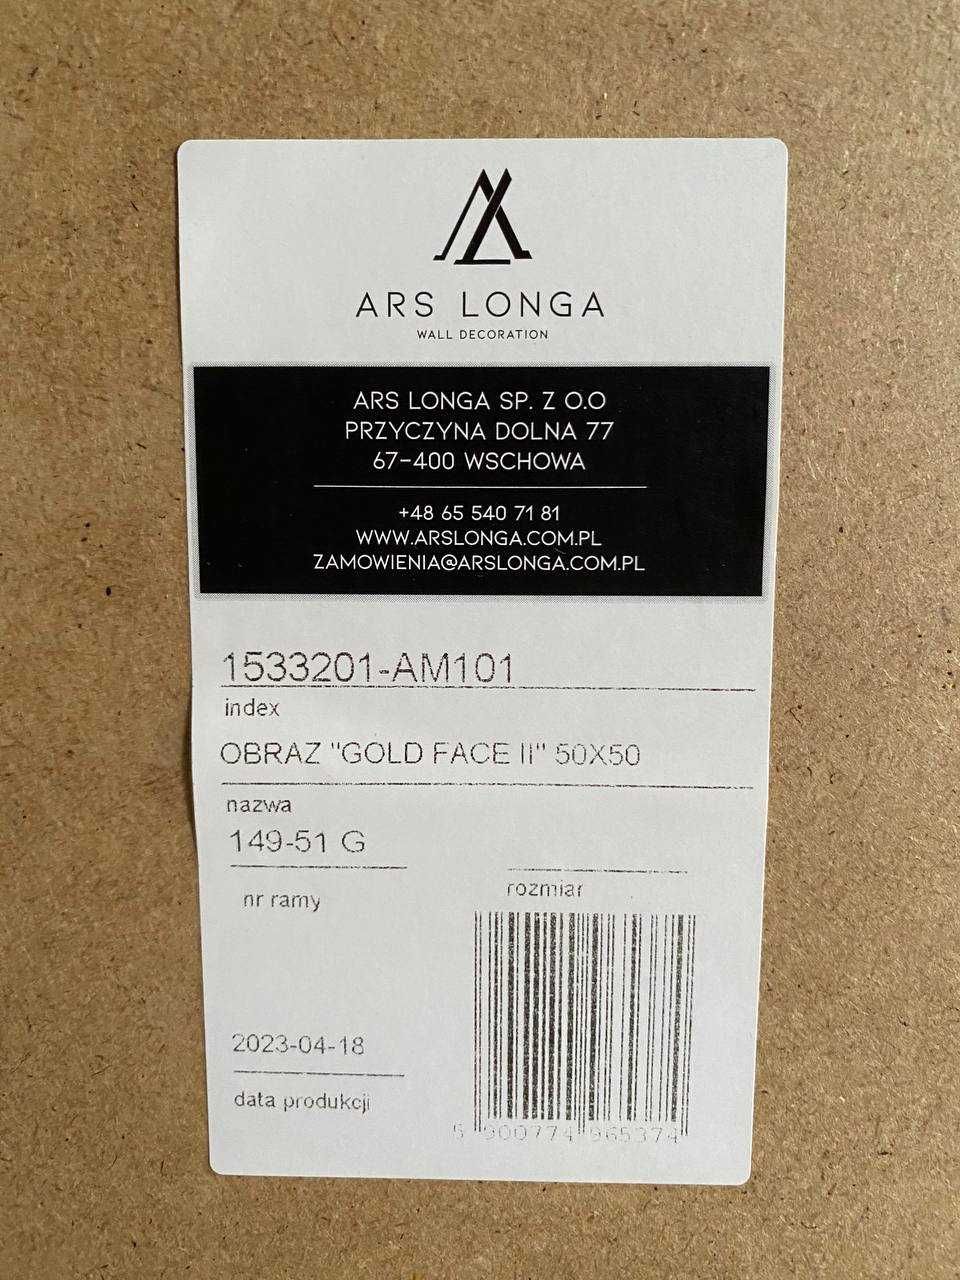 ARS LONGA
WALL DECORATION
ARS LONGA SP. Z O.O
PRZYCZYNA DOLNA 77
67-400 WSCHOWA
+48 65 540 71 81
WWW.ARSLONGA.COM.PL
ZAMOWIENIA@ARSLONGA.COM.PL
1533201-AM101
index
OBRAZ "GOLD FACE II" 50X50
nazwa
149-51 G
nr ramy
rozmiar
2023-04-18
data produkcji
5 900774 965374